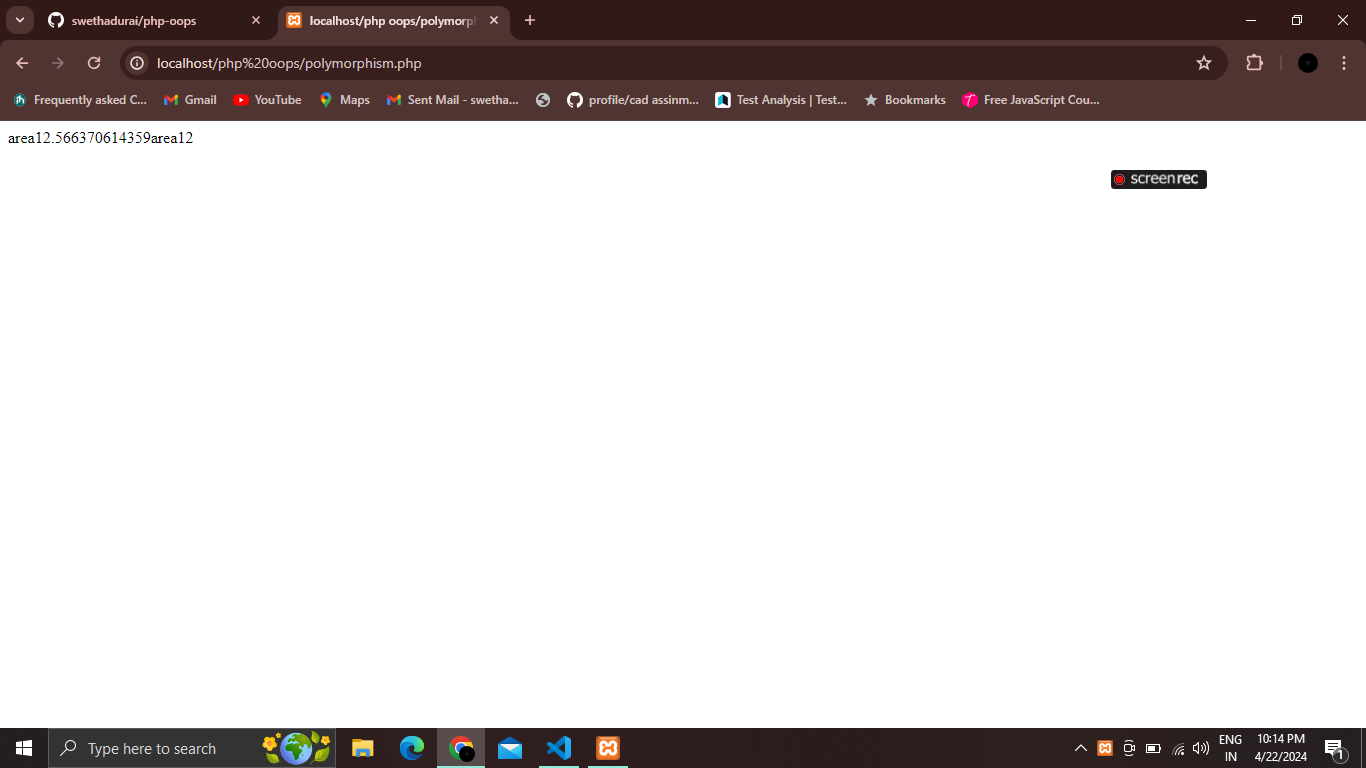 swethadurai/php-oops
localhost/php oops/polymorp
localhost/php%20oops/polymorphism.php
Frequently asked C...
Gmail
YouTube
Maps
Sent Mail - swetha...
profile/cad assinm...
Test Analysis | Test...
Bookmarks
Free JavaScript Cou...
area12.566370614359area12
screenrec
Type here to search
ENG
IN
10:14 PM
4/22/2024
1